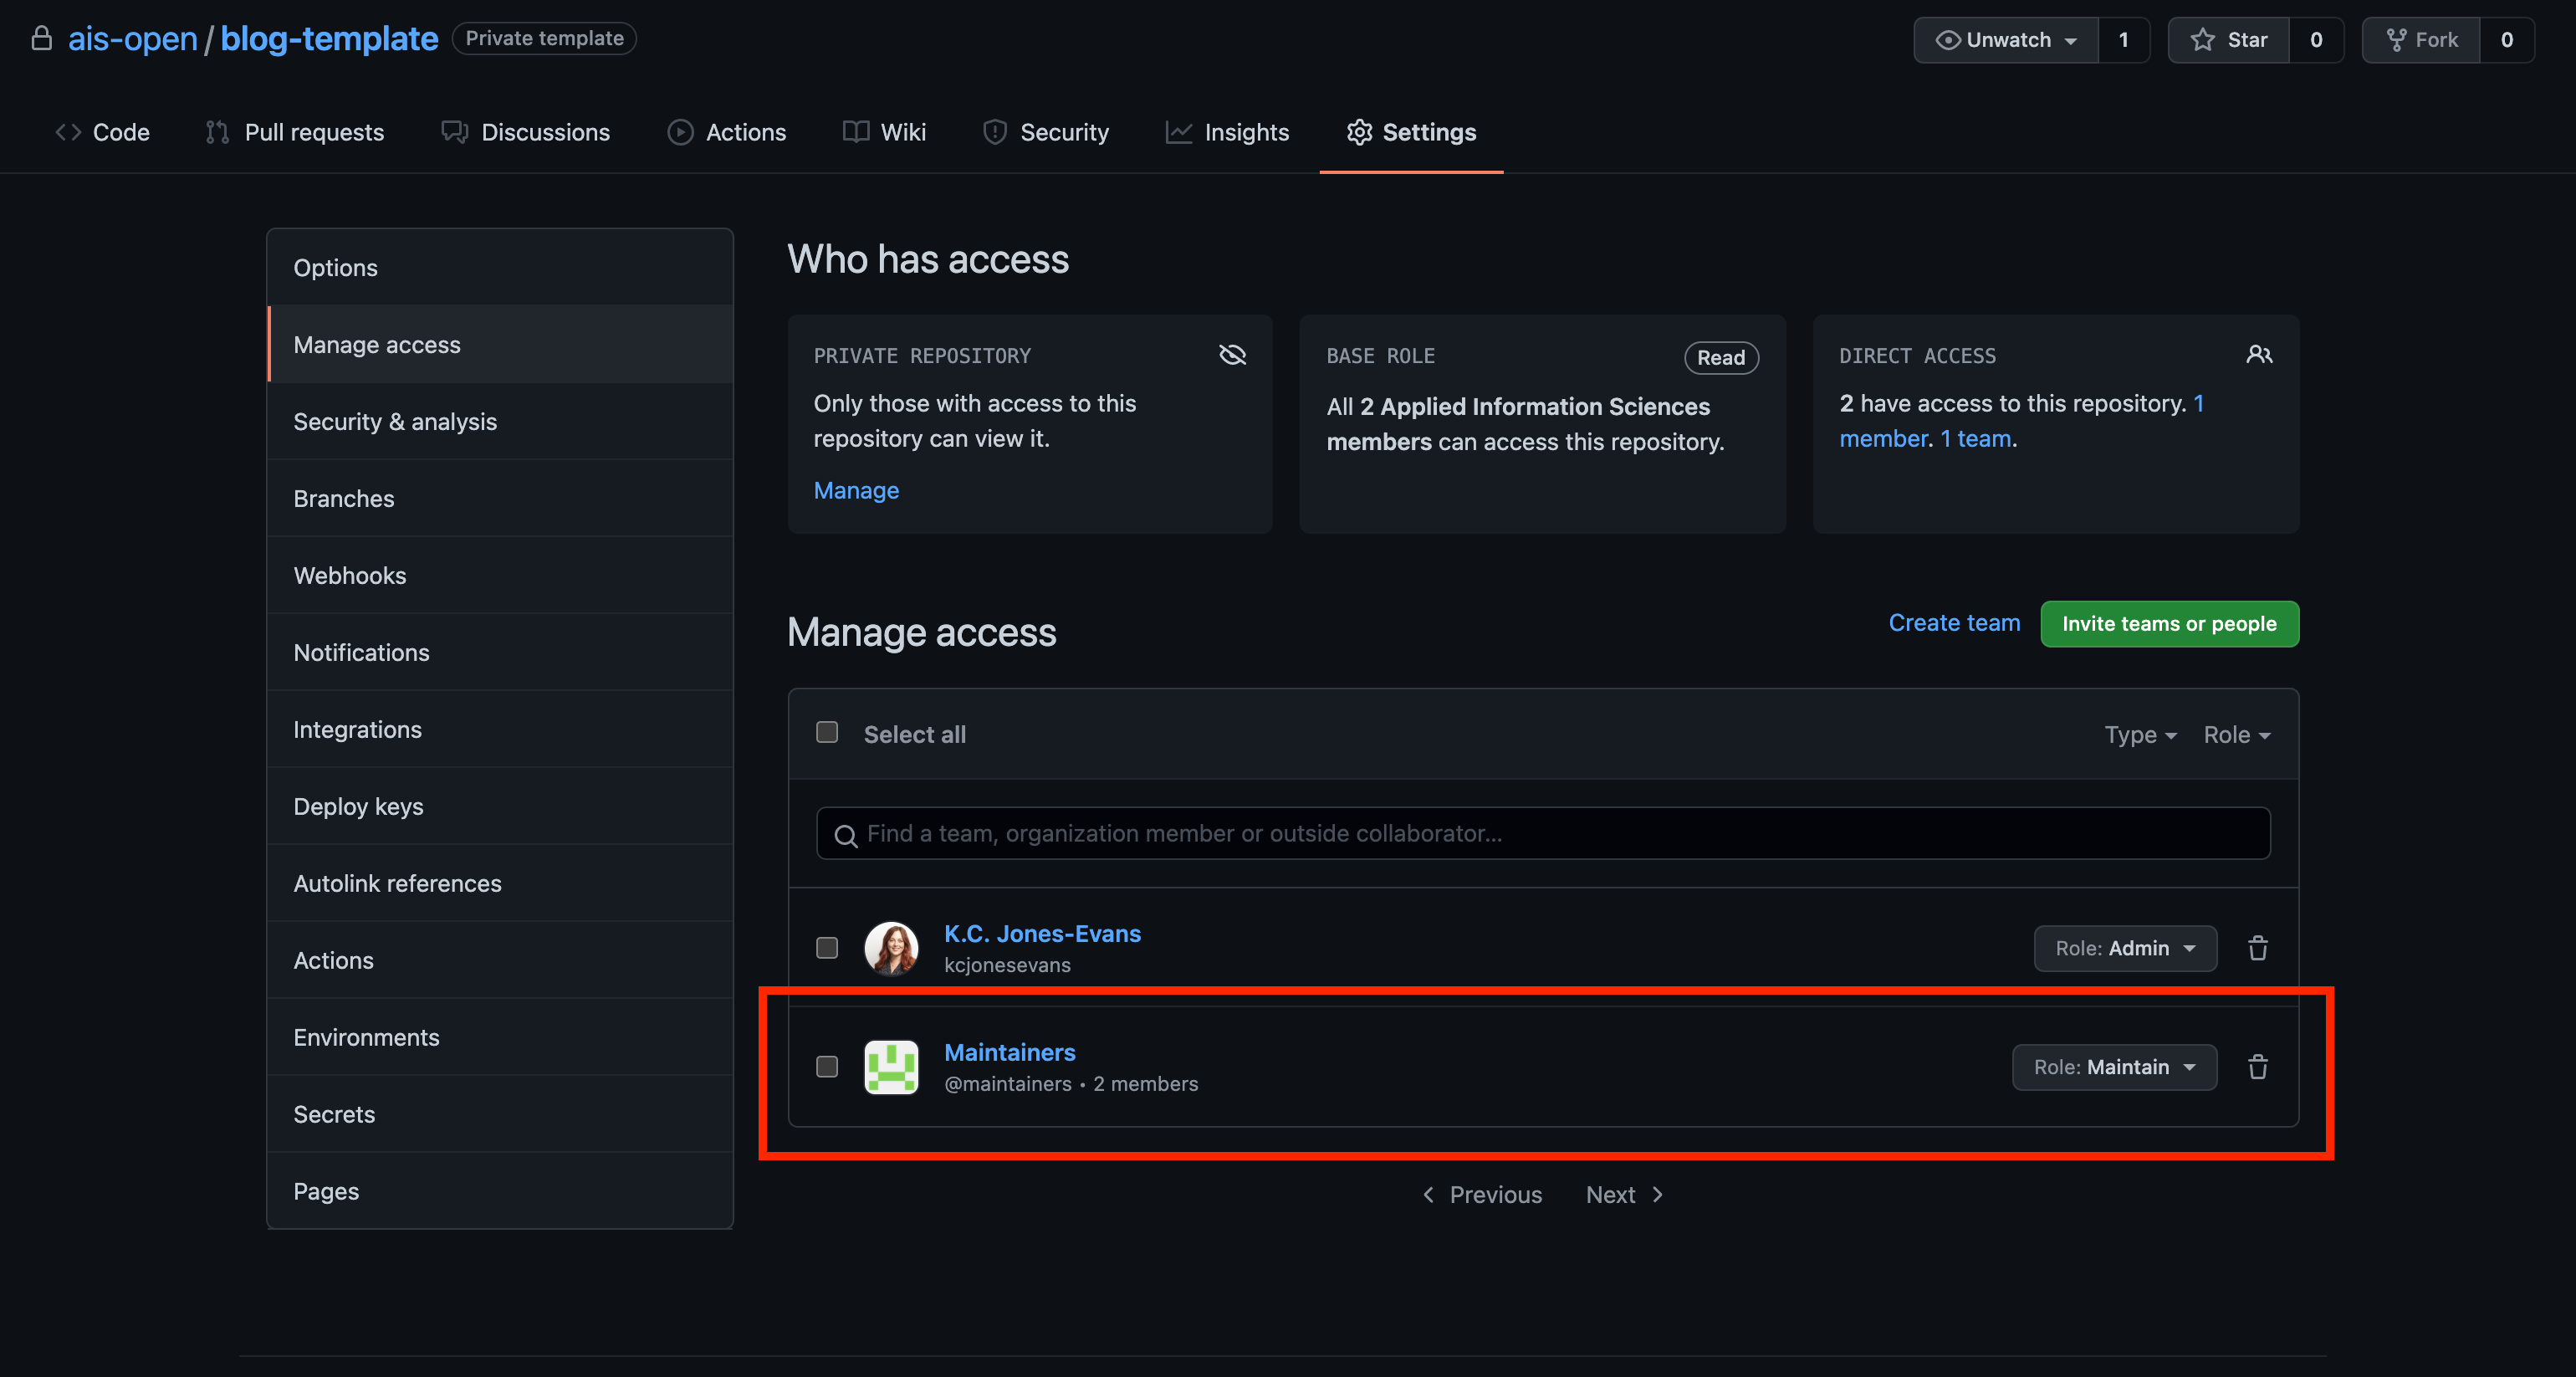 ais-open / blog-template Private template
Unwatch 1 Star 0 Fork 0
Code Pull requests Discussions Actions Wiki Security Insights Settings
Options
Manage access
Security & analysis
Branches
Webhooks
Notifications
Integrations
Deploy keys
Autolink references
Actions
Environments
Secrets
Pages
Who has access
PRIVATE REPOSITORY
Only those with access to this
repository can view it.
Manage
BASE ROLE Read
All 2 Applied Information Sciences
members can access this repository.
DIRECT ACCESS
2 have access to this repository. 1
member. 1 team.
Manage access
Create team Invite teams or people
Select all Type Role
Find a team, organization member or outside collaborator...
K.C. Jones-Evans
kcjonesevans
Role: Admin
Maintainers
@maintainers • 2 members
Role: Maintain
Previous Next